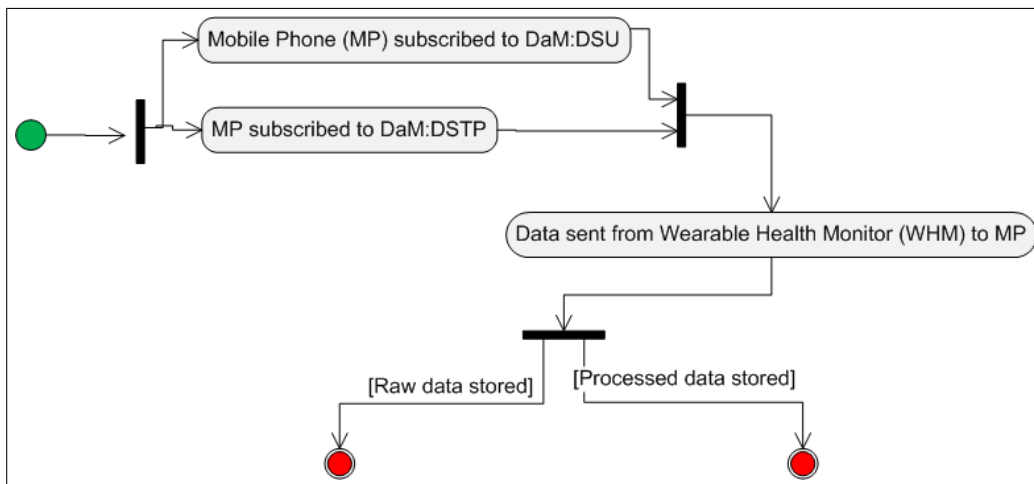 Mobile Phone (MP) subscribed to DaM:DSU
MP subscribed to DaM:DSTP
Data sent from Wearable Health Monitor (WHM) to MP
[Raw data stored]
[Processed data stored]